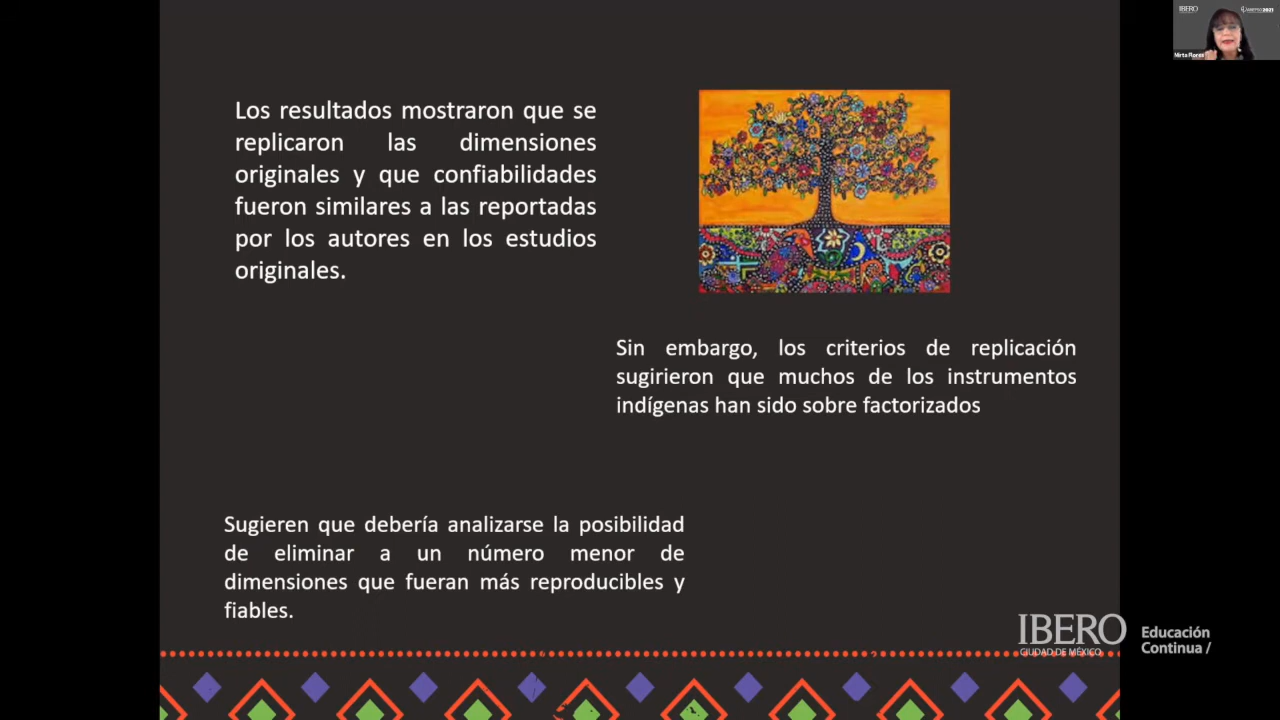 Los resultados mostraron que se
replicaron las dimensiones
originales y que confiabilidades
fueron similares a las reportadas
por los autores en los estudios
originales.
Sin embargo, los criterios de replicación
sugirieron que muchos de los instrumentos
indígenas han sido sobre factorizados
Sugieren que debería analizarse la posibilidad
de eliminar a un número menor de
dimensiones que fueran más reproducibles y
fiables.
IBERO
CIUDAD DE MÉXICO
Educación
Continua /
IBERO
Mirta Flores